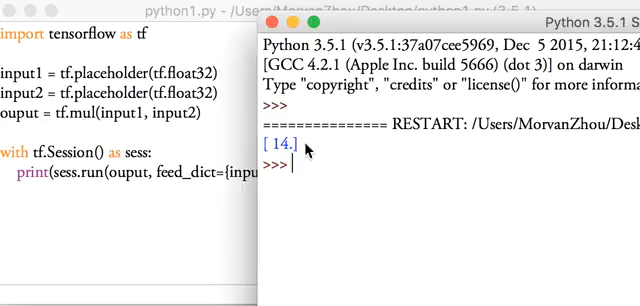 python1.py - /Users/MorvanZhou/Desktop/python1.py (3.5.1)
import tensorflow as tf
input1 = tf.placeholder(tf.float32)
input2 = tf.placeholder(tf.float32)
ouput = tf.mul(input1, input2)
with tf.Session() as sess:
print(sess.run(ouput, feed_dict={inpu
Python 3.5.1 S
Python 3.5.1 (v3.5.1:37a07cee5969, Dec 5 2015, 21:12:4
[GCC 4.2.1 (Apple Inc. build 5666) (dot 3)] on darwin
Type "copyright", "credits" or "license()" for more informa
>>>
=============== RESTART: /Users/MorvanZhou/Des
[ 14.]
>>>